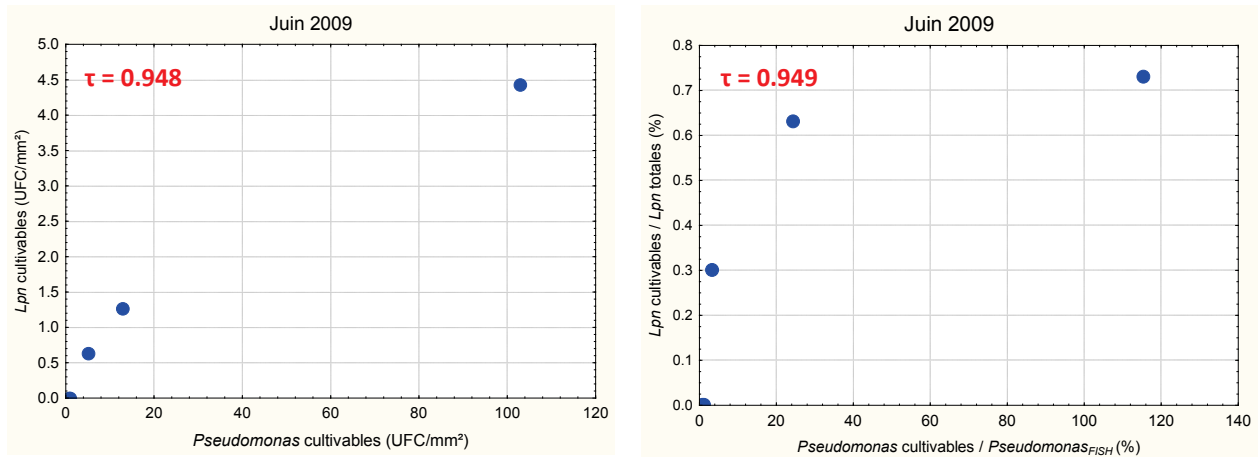 Juin 2009
τ = 0.948
Lpn cultivables (UFC/mm²)
5.0
4.5
4.0
3.5
3.0
2.5
2.0
1.5
1.0
0.5
0.0
0 20 40 60 80 100 120
Pseudomonas cultivables (UFC/mm²)
Juin 2009
τ = 0.949
Lpn cultivables / Lpn totales (%)
0.8
0.7
0.6
0.5
0.4
0.3
0.2
0.1
0.0
0 20 40 60 80 100 120 140
Pseudomonas cultivables / Pseudomonas_FISH (%)